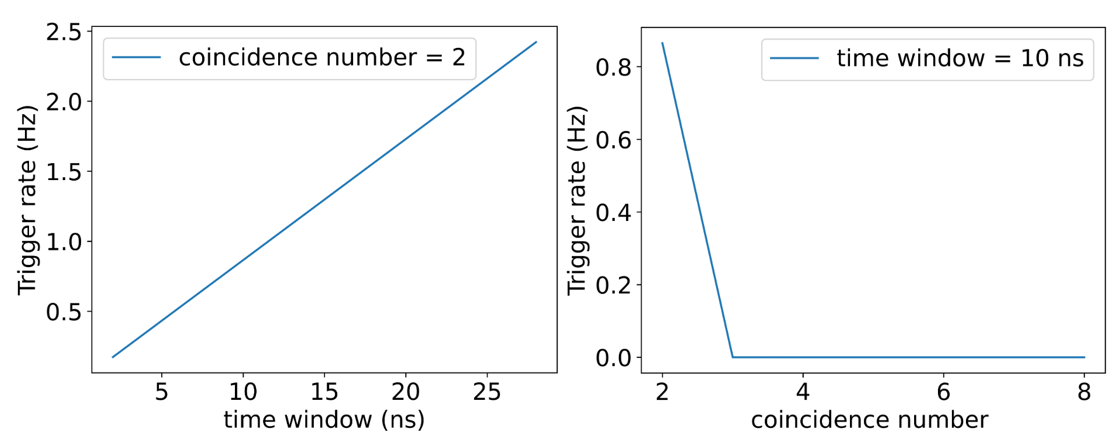 Trigger rate (Hz)
2.5
2.0
1.5
1.0
0.5
coincidence number = 2
5 10 15 20 25
time window (ns)
Trigger rate (Hz)
0.8
0.6
0.4
0.2
0.0
time window = 10 ns
2 4 6 8
coincidence number